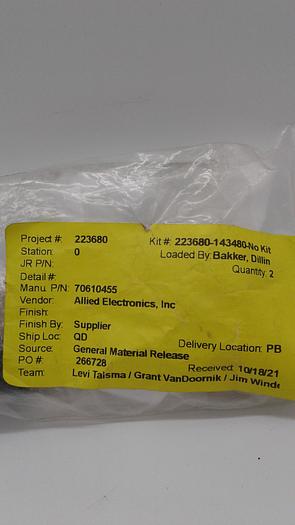 Project #: 223680 Kit #: 223680-143480-No Kit
Station: 0 Loaded By: Bakker, Dillin
JR P/N: Quantity: 2
Detail #:
Manu. P/N: 70610455
Vendor: Allied Electronics, Inc
Finish:
Finish By: Supplier
Ship Loc: QD Delivery Location: PB
Source: General Material Release
PO #: 266728 Received: 10/18/21
Team: Levi Talsma / Grant VanDoornik / Jim Winde